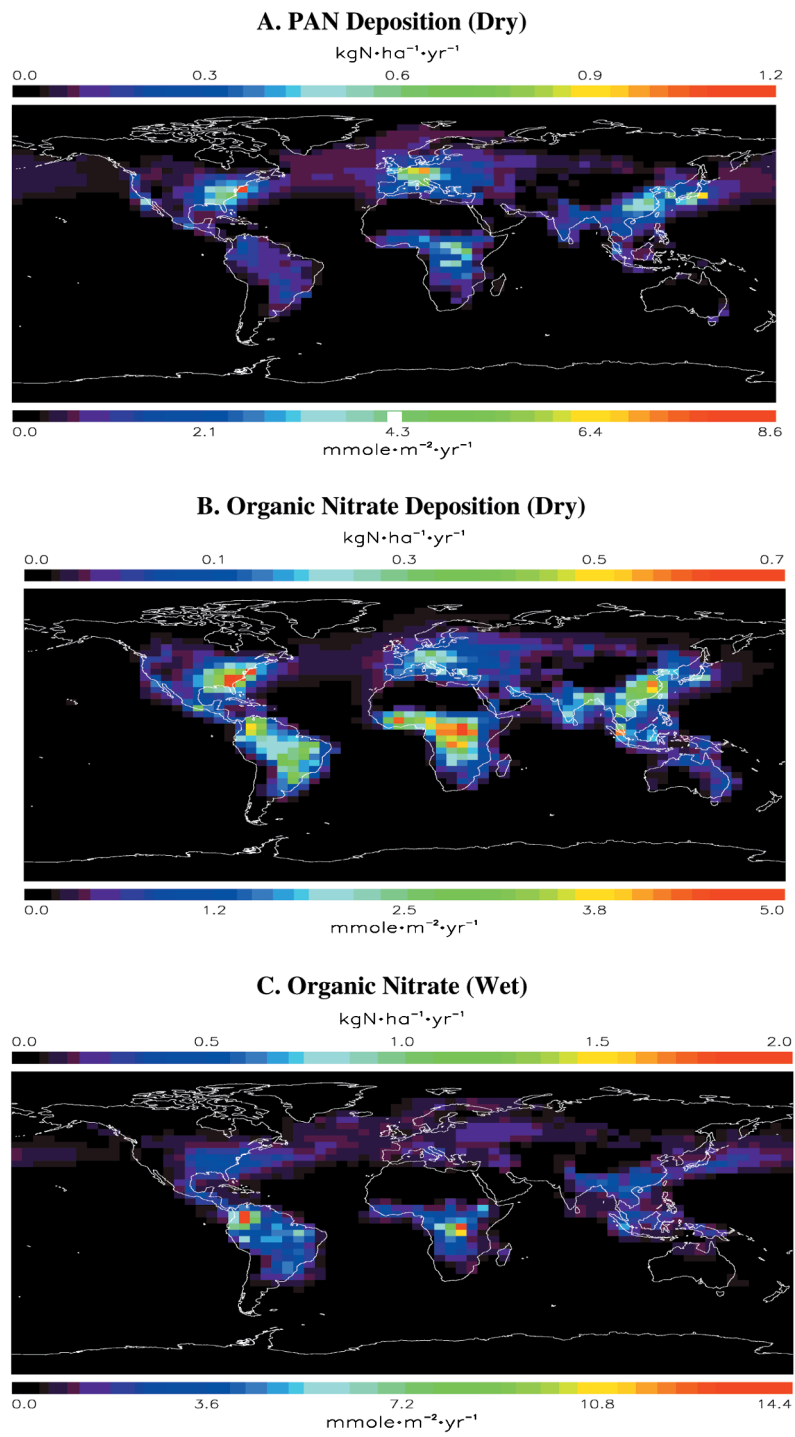 A. PAN Deposition (Dry)
kgN•ha⁻¹•yr⁻¹
0.0 0.3 0.6 0.9 1.2
0.0 2.1 4.3 6.4 8.6
mmole•m⁻²•yr⁻¹
B. Organic Nitrate Deposition (Dry)
kgN•ha⁻¹•yr⁻¹
0.0 0.1 0.3 0.5 0.7
0.0 1.2 2.5 3.8 5.0
mmole•m⁻²•yr⁻¹
C. Organic Nitrate (Wet)
kgN•ha⁻¹•yr⁻¹
0.0 0.5 1.0 1.5 2.0
0.0 3.6 7.2 10.8 14.4
mmole•m⁻²•yr⁻¹